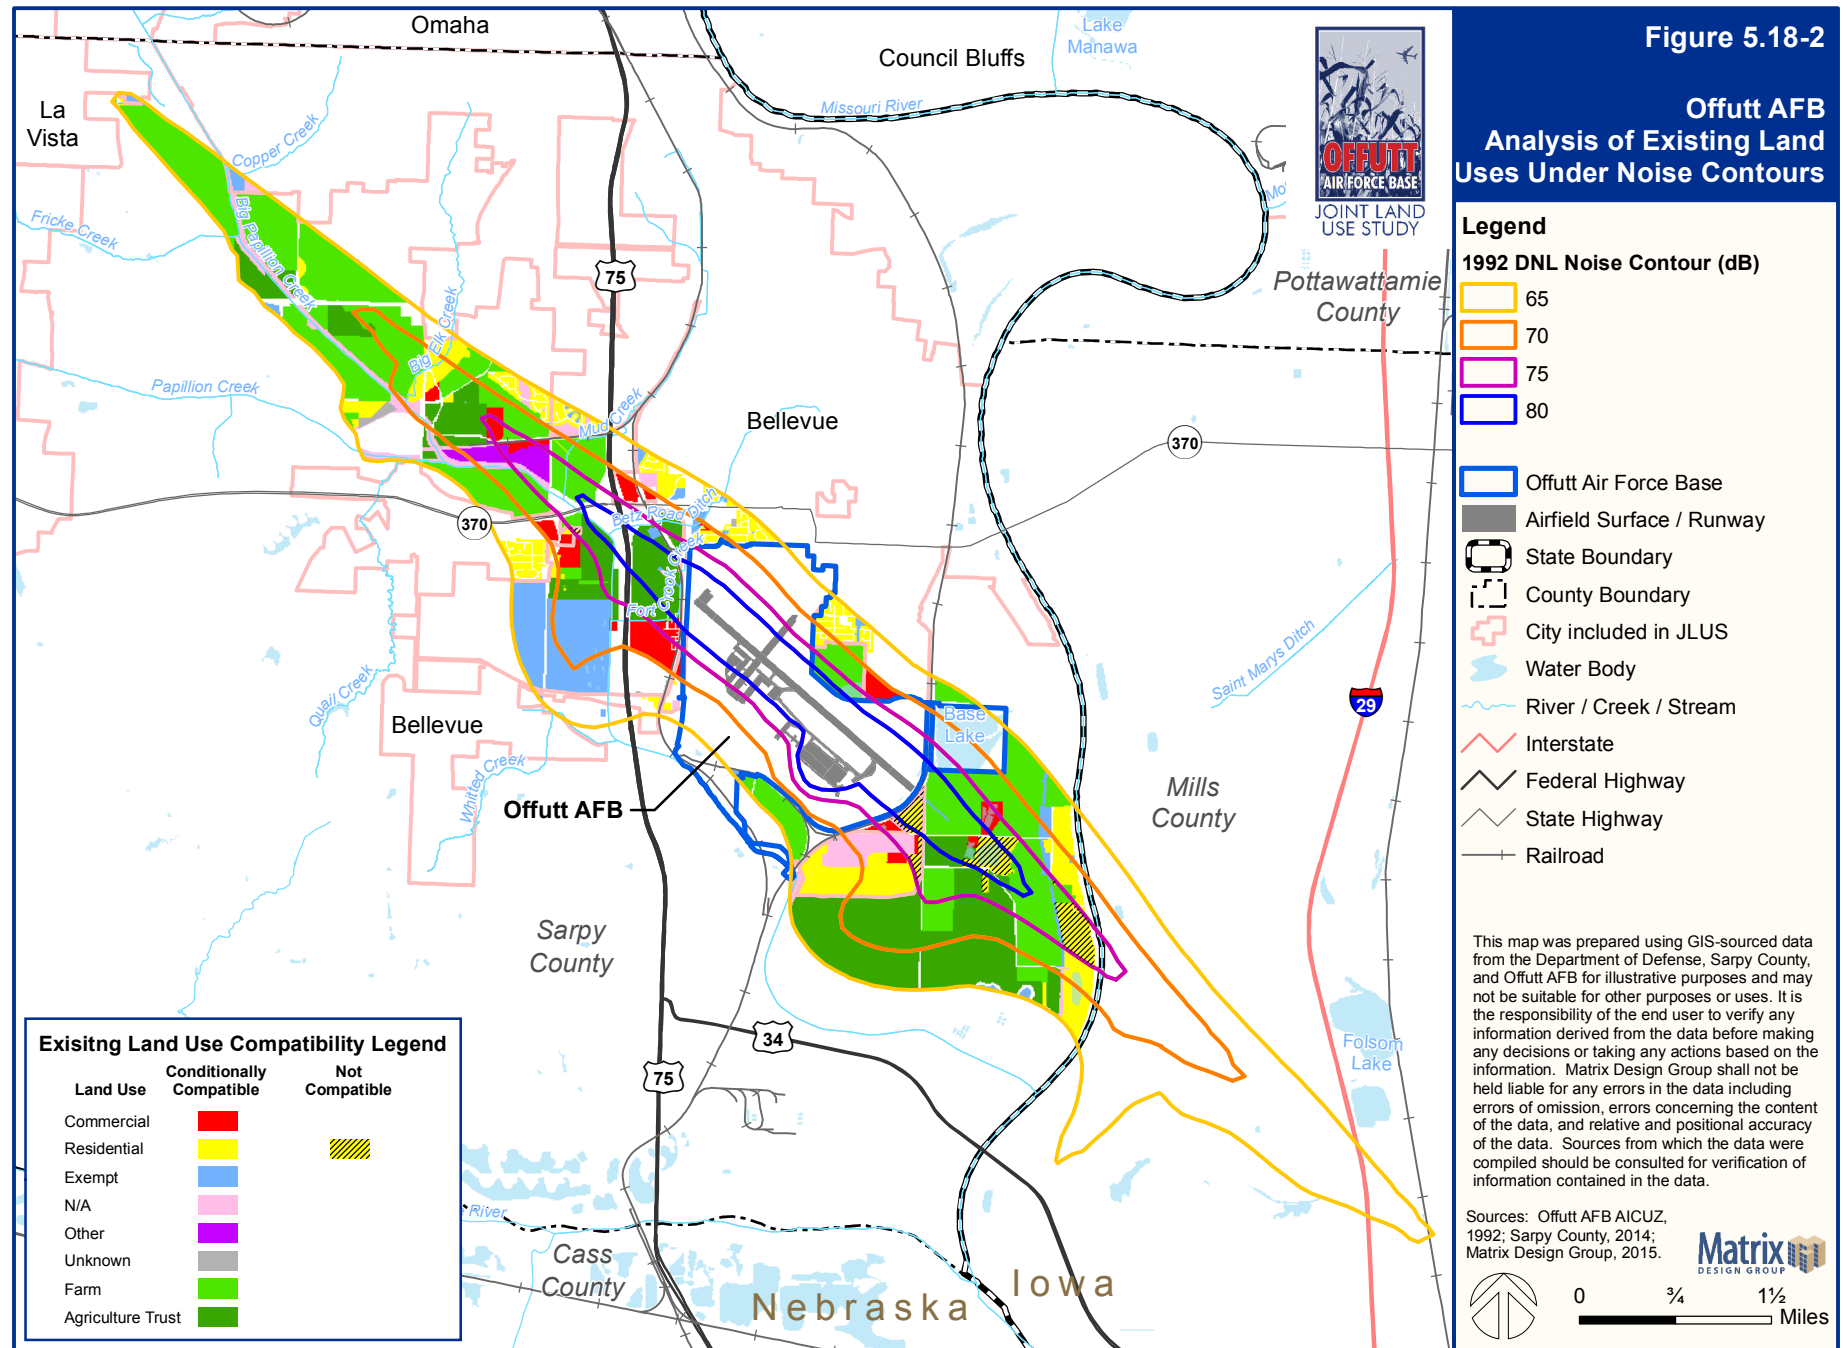 Figure 5.18-2
Offutt AFB
Analysis of Existing Land
Uses Under Noise Contours
Legend
1992 DNL Noise Contour (dB)
65
70
75
80
Offutt Air Force Base
Airfield Surface / Runway
State Boundary
County Boundary
City included in JLUS
Water Body
River / Creek / Stream
Interstate
Federal Highway
State Highway
Railroad
This map was prepared using GIS-sourced data
from the Department of Defense, Sarpy County,
and Offutt AFB for illustrative purposes and may
not be suitable for other purposes or uses. It is
the responsibility of the end user to verify any
information derived from the data before making
any decisions or taking any actions based on the
information. Matrix Design Group shall not be
held liable for any errors in the data including
errors of omission, errors concerning the content
of the data, and relative and positional accuracy
of the data. Sources from which the data were
compiled should be consulted for verification of
information contained in the data.
Sources: Offutt AFB AICUZ,
1992; Sarpy County, 2014;
Matrix Design Group, 2015.
Matrix
DESIGN GROUP
0 ¾ 1½
Miles
OFFUTT
AIR FORCE BASE
JOINT LAND
USE STUDY
Omaha
Council Bluffs
Lake
Manawa
La
Vista
Missouri River
Copper Creek
Fricke Creek
Big Papillion Creek
Big Elk Creek
Papillion Creek
Mud Creek
75
Mo
Pottawattamie
County
Bellevue
370
370
Betz Road Ditch
Fort Crook Creek
Saint Marys Ditch
Quail Creek
Bellevue
Whitted Creek
Base
Lake
29
Offutt AFB
Mills
County
Sarpy
County
34
75
Folsom
Lake
River
Cass
County
Nebraska
Iowa
Exisitng Land Use Compatibility Legend
Land Use
Conditionally
Compatible
Not
Compatible
Commercial
Residential
Exempt
N/A
Other
Unknown
Farm
Agriculture Trust